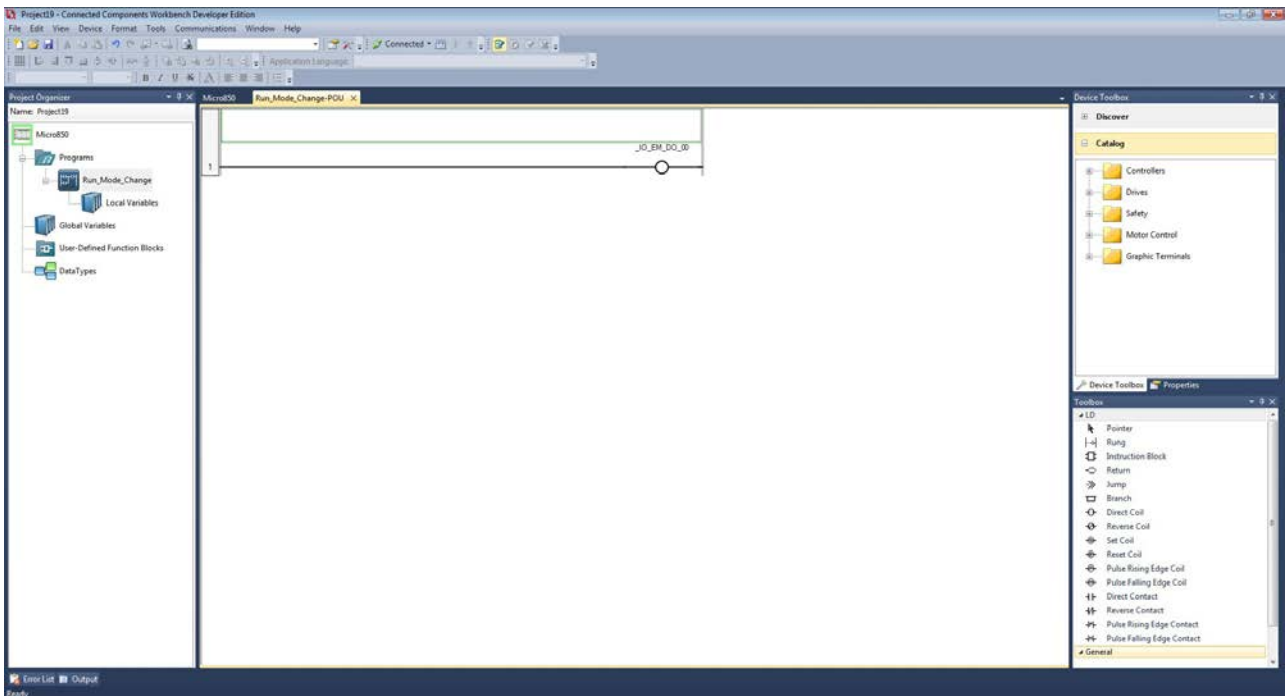 Project19 - Connected Components Workbench Developer Edition
File Edit View Device Format Tools Communications Window Help
Connected
Application Language:
B I U
Project Organizer
Name: Project19
Micro850
Programs
Run_Mode_Change
Local Variables
Global Variables
User-Defined Function Blocks
DataTypes
Micro850 Run_Mode_Change-POU
_IO_EM_DO_00
1
Device Toolbox
Discover
Catalog
Controllers
Drives
Safety
Motor Control
Graphic Terminals
Device Toolbox Properties
Toolbox
LD
Pointer
Rung
Instruction Block
Return
Jump
Branch
Direct Coil
Reverse Coil
Set Coil
Reset Coil
Pulse Rising Edge Coil
Pulse Falling Edge Coil
Direct Contact
Reverse Contact
Pulse Rising Edge Contact
Pulse Falling Edge Contact
General
Error List Output
Ready